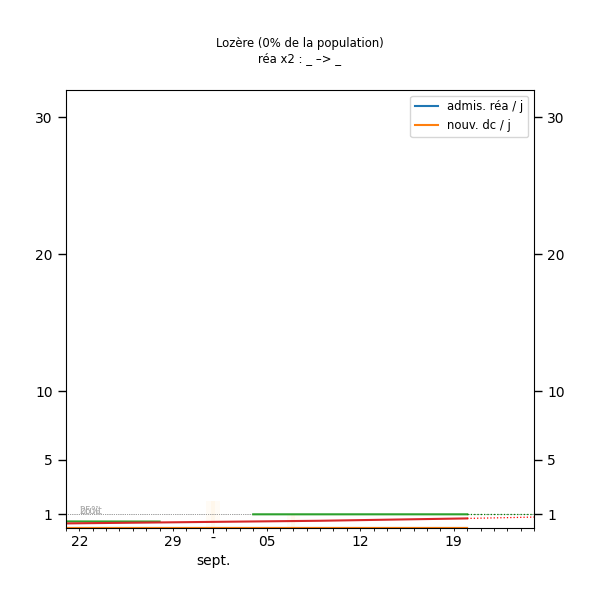 Lozère (0% de la population)
réa x2 : _ –> _
admis. réa / j
nouv. dc / j
30 30
20 20
10 10
5 5
1 1
22 29 - 05 12 19
sept.